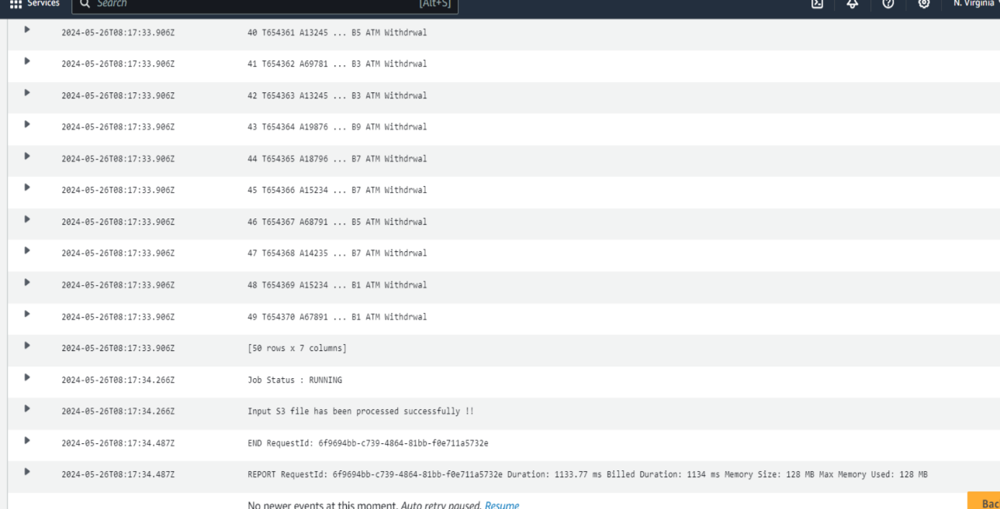 Services Search [Alt+S] N. Virginia
2024-05-26T08:17:33.906Z 40 T654361 A13245 ... B5 ATM Withdrwal
2024-05-26T08:17:33.906Z 41 T654362 A69781 ... B3 ATM Withdrwal
2024-05-26T08:17:33.906Z 42 T654363 A13245 ... B3 ATM Withdrwal
2024-05-26T08:17:33.906Z 43 T654364 A19876 ... B9 ATM Withdrwal
2024-05-26T08:17:33.906Z 44 T654365 A18796 ... B7 ATM Withdrwal
2024-05-26T08:17:33.906Z 45 T654366 A15234 ... B7 ATM Withdrwal
2024-05-26T08:17:33.906Z 46 T654367 A68791 ... B5 ATM Withdrwal
2024-05-26T08:17:33.906Z 47 T654368 A14235 ... B7 ATM Withdrwal
2024-05-26T08:17:33.906Z 48 T654369 A15234 ... B1 ATM Withdrwal
2024-05-26T08:17:33.906Z 49 T654370 A67891 ... B1 ATM Withdrwal
2024-05-26T08:17:33.906Z [50 rows x 7 columns]
2024-05-26T08:17:34.266Z Job Status : RUNNING
2024-05-26T08:17:34.266Z Input S3 file has been processed successfully !!
2024-05-26T08:17:34.487Z END RequestId: 6f9694bb-c739-4864-81bb-f0e711a5732e
2024-05-26T08:17:34.487Z REPORT RequestId: 6f9694bb-c739-4864-81bb-f0e711a5732e Duration: 1133.77 ms Billed Duration: 1134 ms Memory Size: 128 MB Max Memory Used: 128 MB
No newer events at this moment. Auto retry paused. Resume
Bac